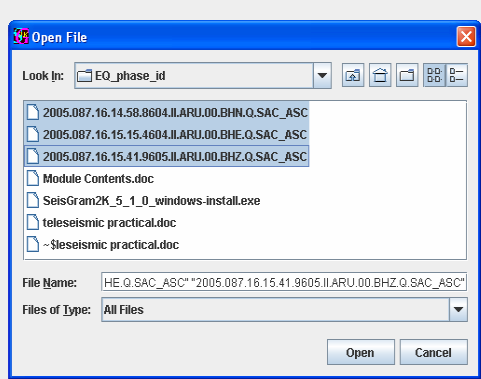 Open File
Look In: EQ_phase_id
2005.087.16.14.58.8604.II.ARU.00.BHN.Q.SAC_ASC
2005.087.16.15.15.4604.II.ARU.00.BHE.Q.SAC_ASC
2005.087.16.15.41.9605.II.ARU.00.BHZ.Q.SAC_ASC
Module Contents.doc
SeisGram2K_5_1_0_windows-install.exe
teleseismic practical.doc
~$leseismic practical.doc
File Name: HE.Q.SAC_ASC" "2005.087.16.15.41.9605.II.ARU.00.BHZ.Q.SAC_ASC"
Files of Type: All Files
Open Cancel